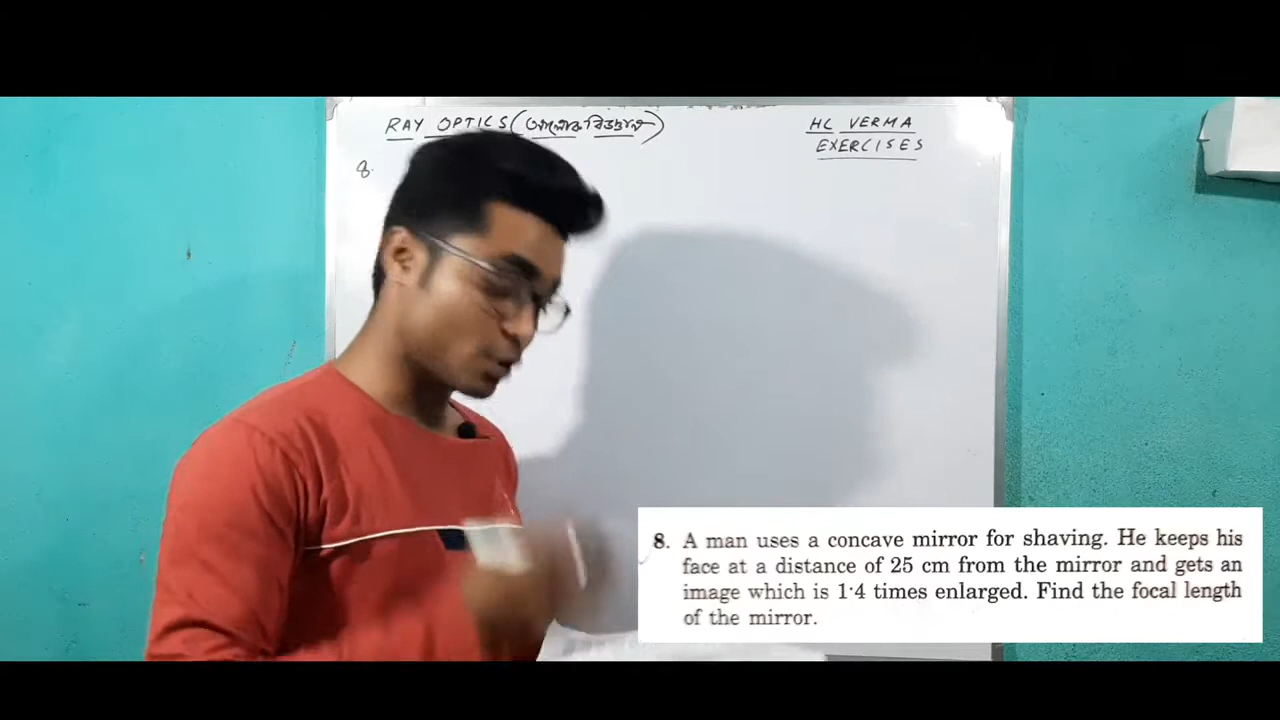 RAY OPTICS (আলোক বিজ্ঞান)
HC VERMA
EXERCISES
8.
8. A man uses a concave mirror for shaving. He keeps his
face at a distance of 25 cm from the mirror and gets an
image which is 1·4 times enlarged. Find the focal length
of the mirror.